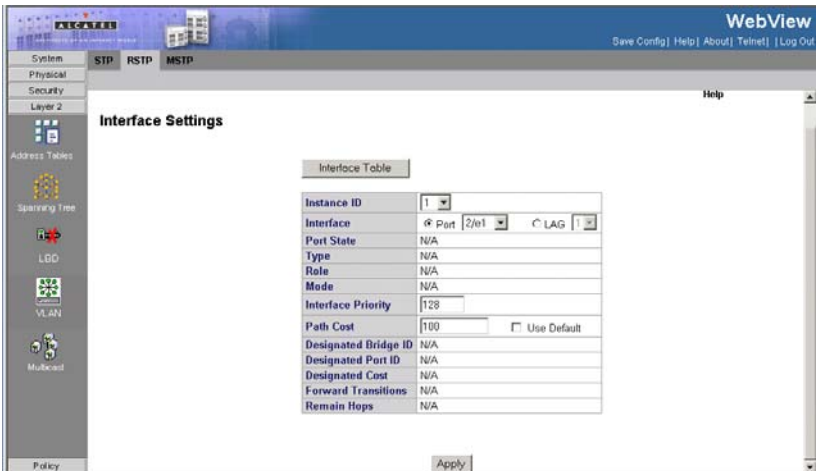 ALCATEL
WebView
Save Config| Help| About| Telnet| | Log Out
System
Physical
Security
Layer 2
Address Tables
Spanning Tree
LBD
VLAN
Multicast
Policy
STP RSTP MSTP
Help
Interface Settings
Interface Table
Instance ID 1
Interface Port 2/e1 LAG 1
Port State N/A
Type N/A
Role N/A
Mode N/A
Interface Priority 128
Path Cost 100 Use Default
Designated Bridge ID N/A
Designated Port ID N/A
Designated Cost N/A
Forward Transitions N/A
Remain Hops N/A
Apply